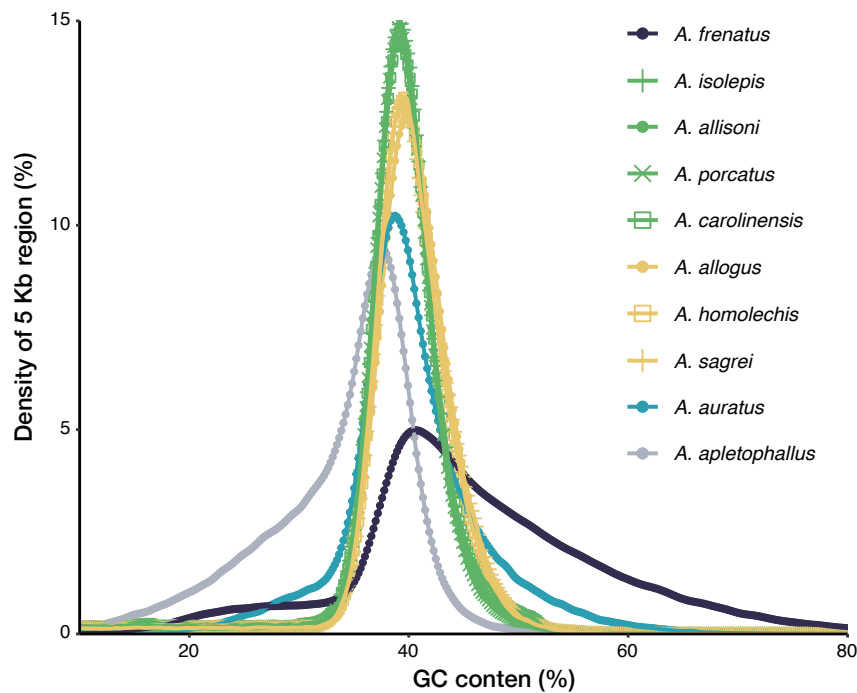 15
10
5
0
Density of 5 Kb region (%)
20
40
60
80
GC conten (%)
A. frenatus
A. isolepis
A. allisoni
A. porcatus
A. carolinensis
A. allogus
A. homolechis
A. sagrei
A. auratus
A. apletophallus